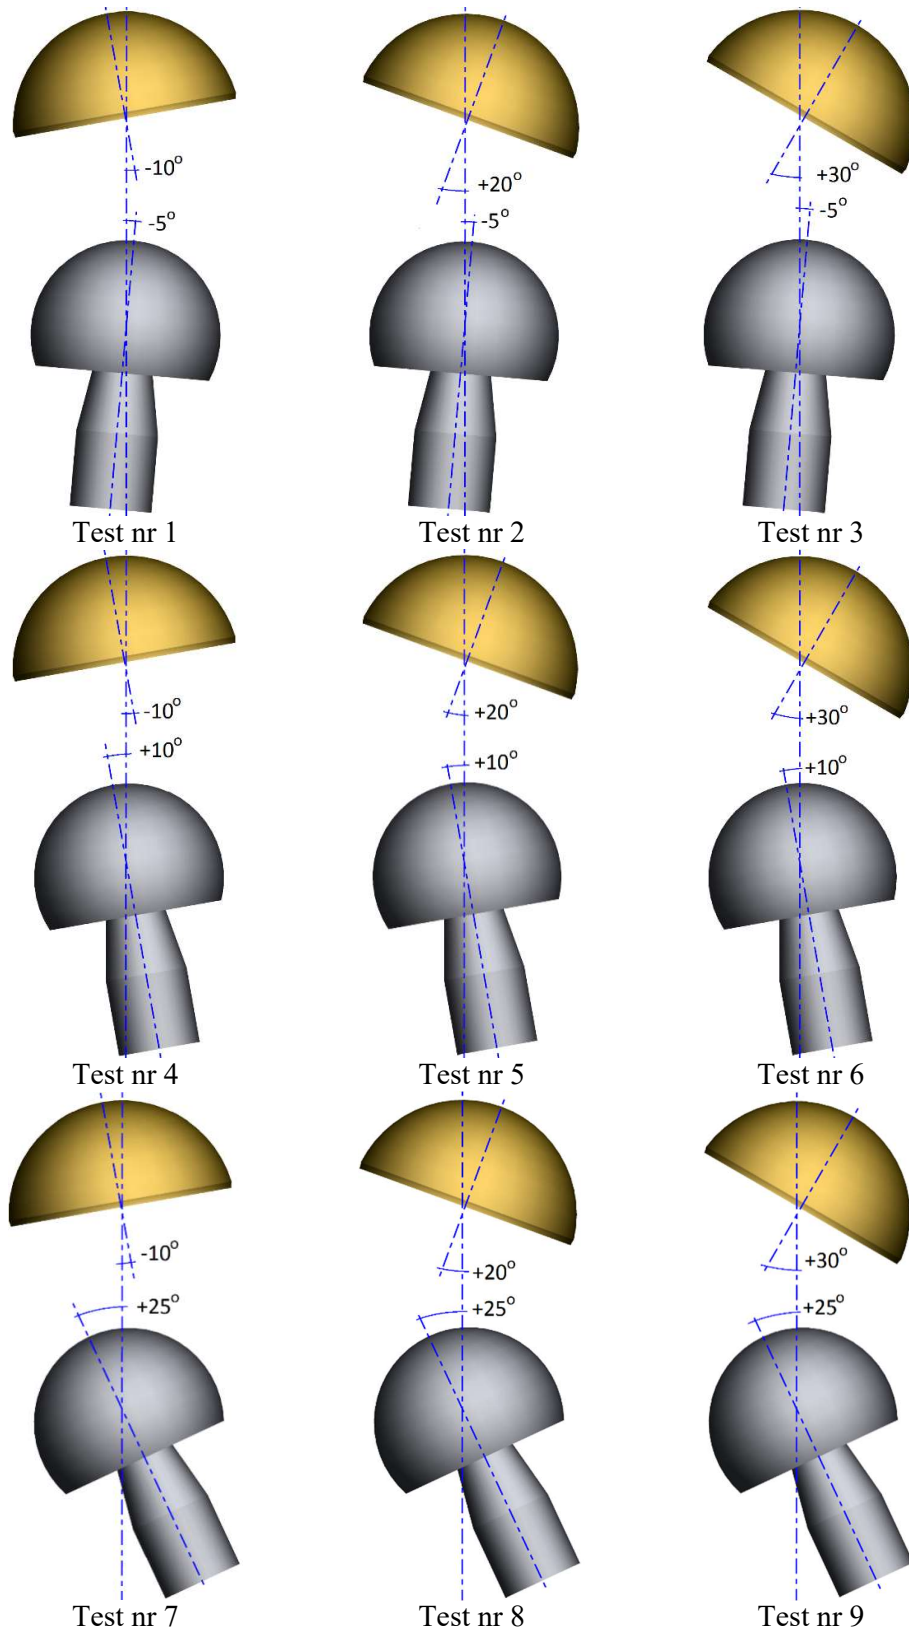 -10°
+20°
+30°
-5°
-5°
-5°
Test nr 1
Test nr 2
Test nr 3
-10°
+20°
+30°
+10°
+10°
+10°
Test nr 4
Test nr 5
Test nr 6
-10°
+20°
+30°
+25°
+25°
+25°
Test nr 7
Test nr 8
Test nr 9